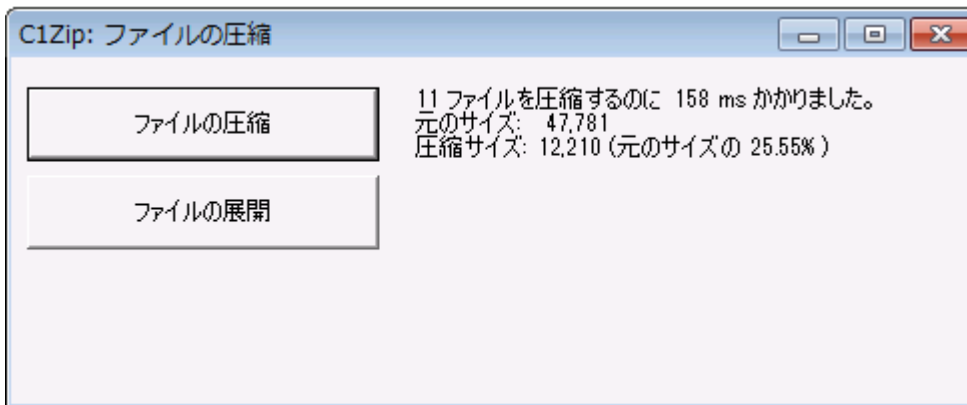 C1Zip: ファイルの圧縮
ファイルの圧縮
11 ファイルを圧縮するのに 158 ms かかりました。
元のサイズ: 47,781
圧縮サイズ: 12,210 (元のサイズの 25.55% )
ファイルの展開